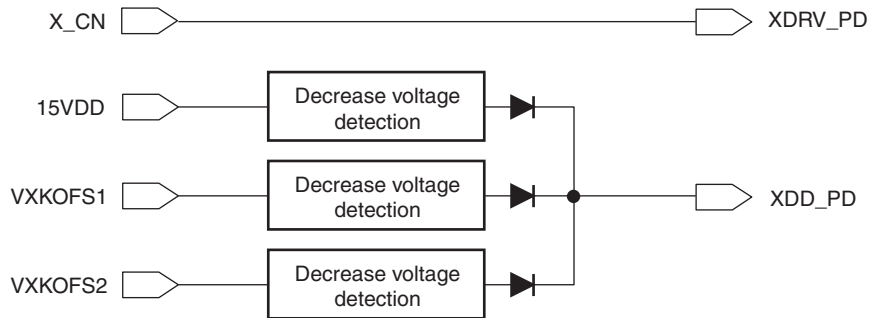 X_CN
XDRV_PD
15VDD
Decrease voltage
detection
VXKOFS1
Decrease voltage
detection
XDD_PD
VXKOFS2
Decrease voltage
detection